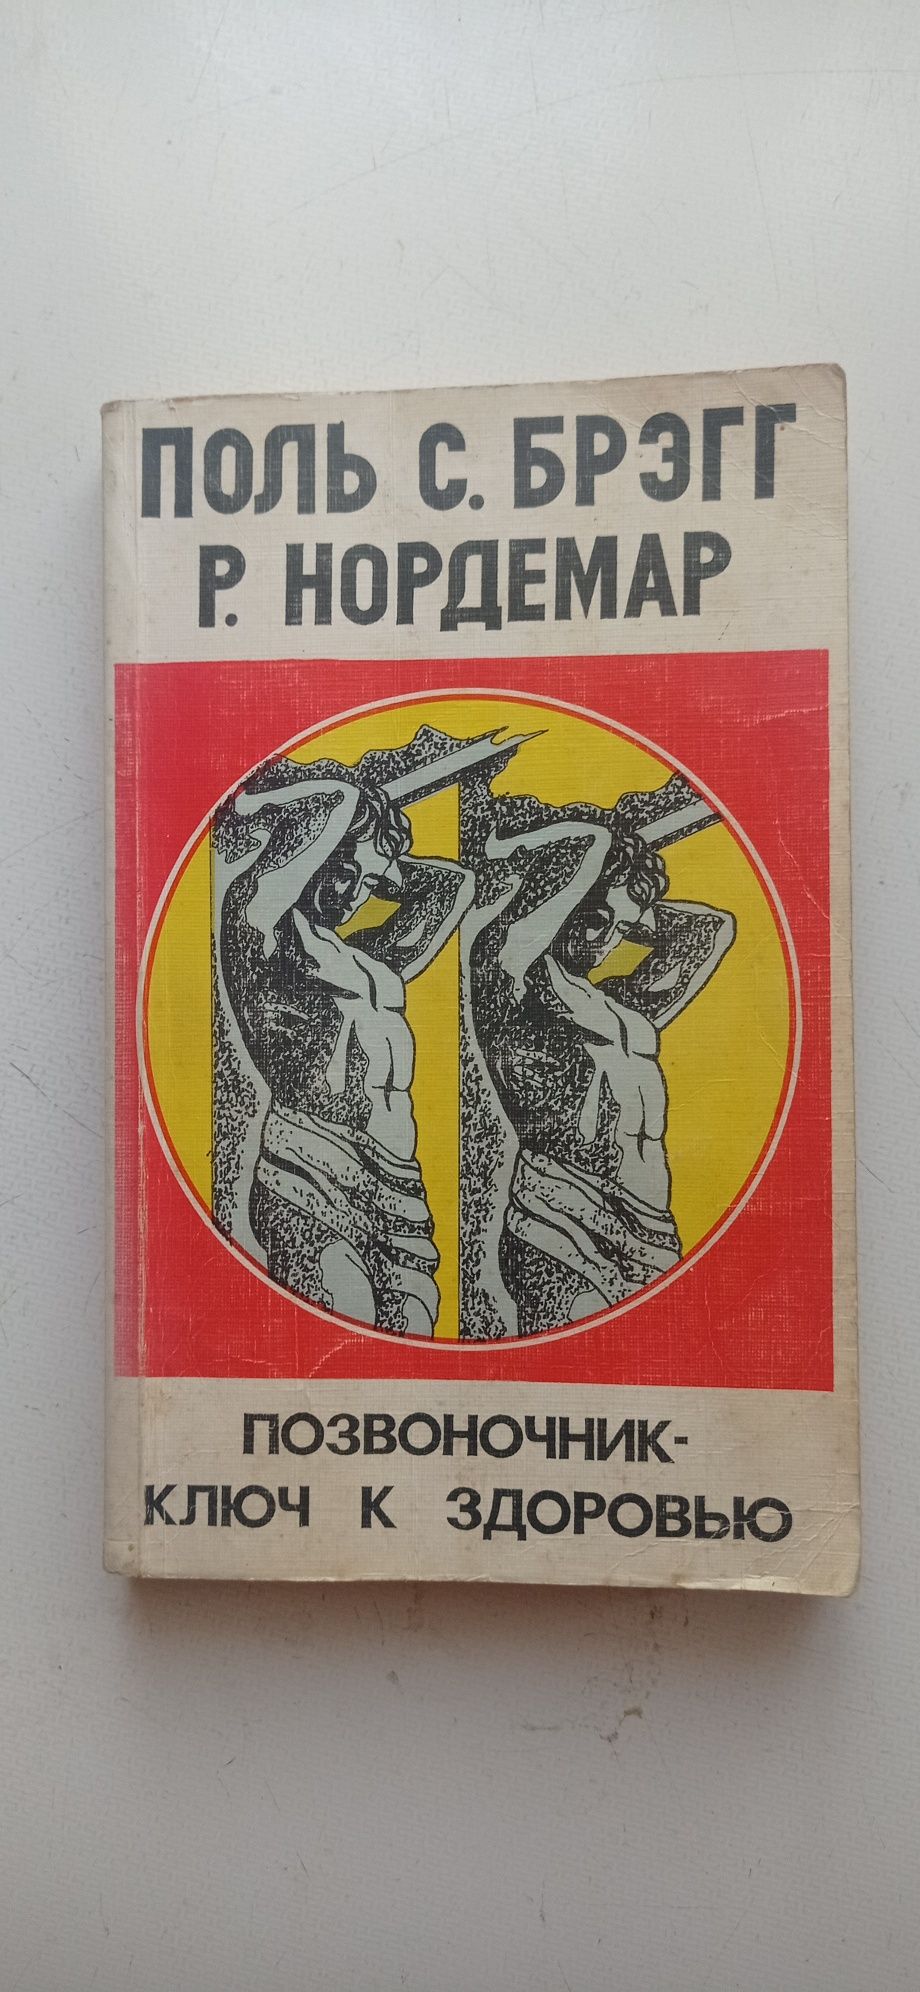 ПОЛЬ С. БРЭГГ
Р. НОРДЕМАР
ПОЗВОНОЧНИК-
КЛЮЧ К ЗДОРОВЬЮ